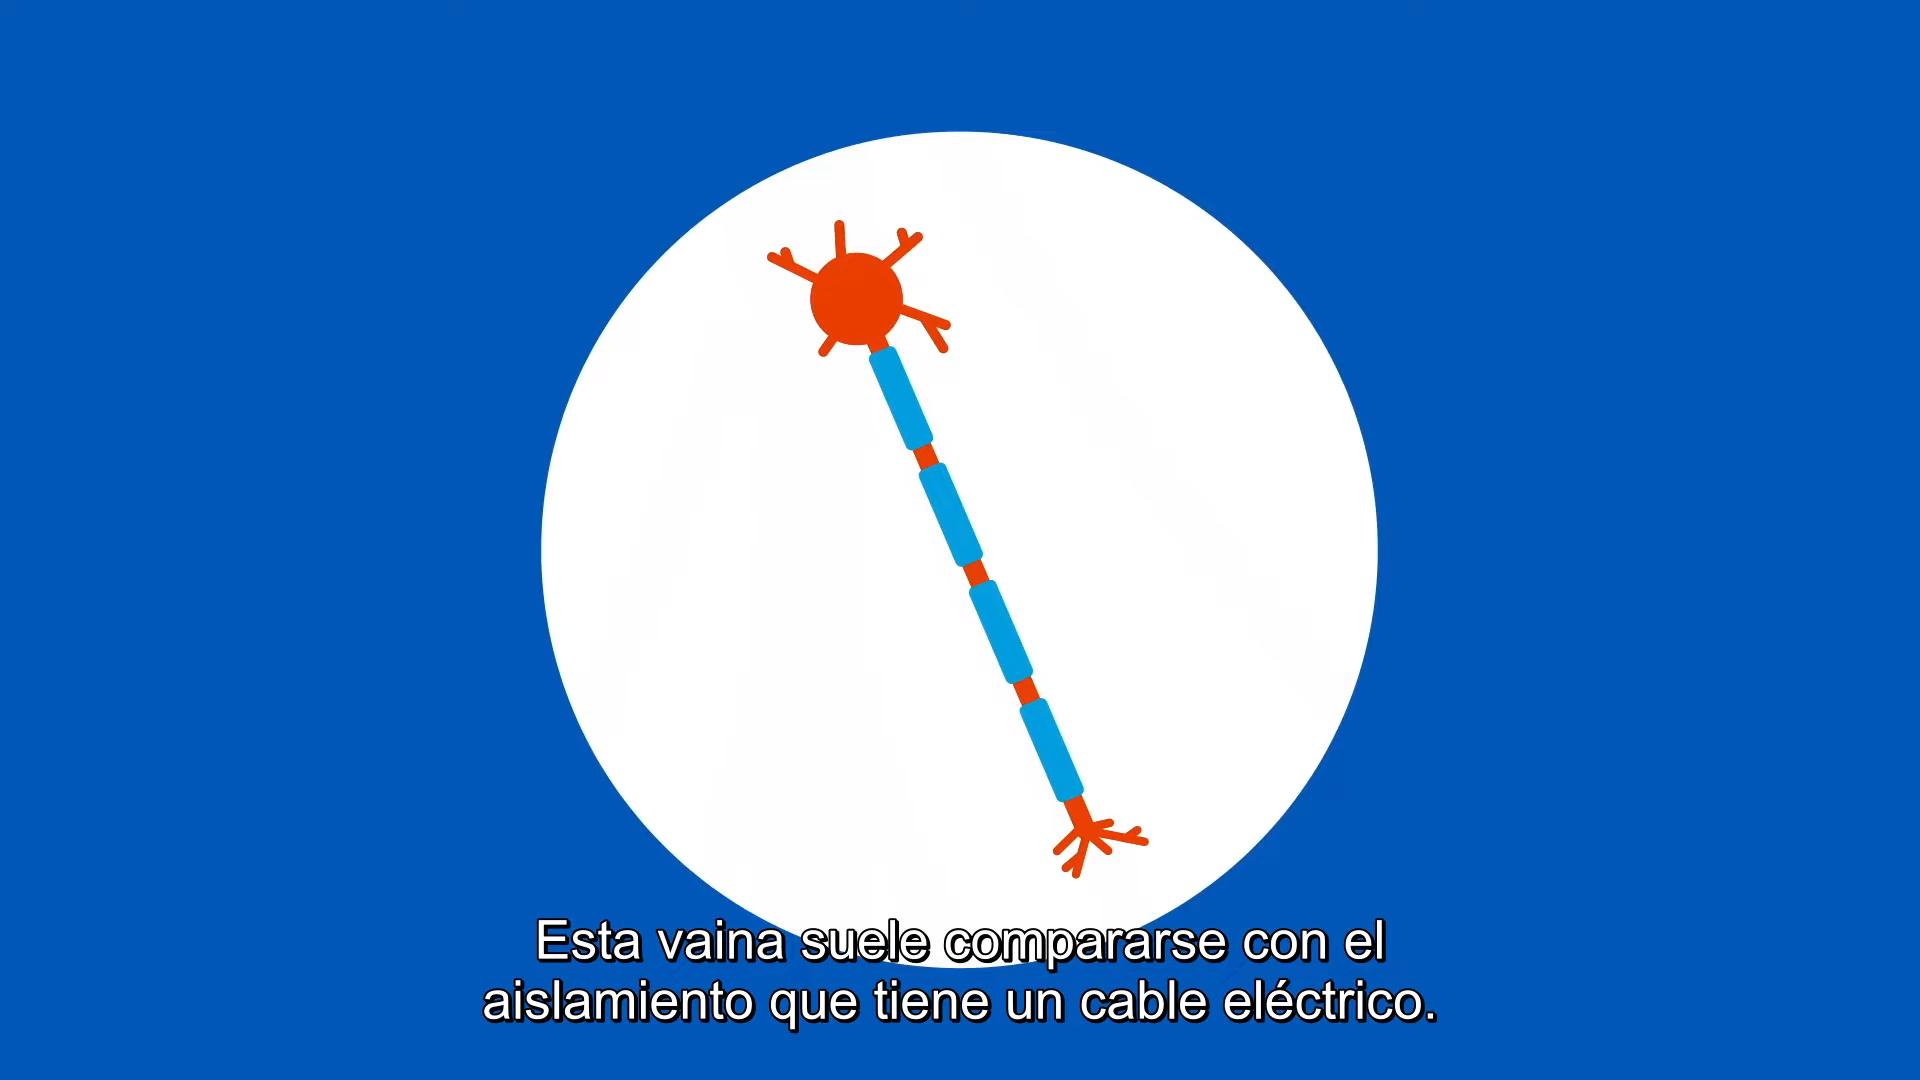 Esta vaina suele compararse con el
aislamiento que tiene un cable eléctrico.